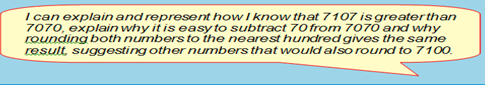 I can explain and represent how I know that 7107 is greater than
7070, explain why it is easy to subtract 70 from 7070 and why
rounding both numbers to the nearest hundred gives the same
result, suggesting other numbers that would also round to 7100.